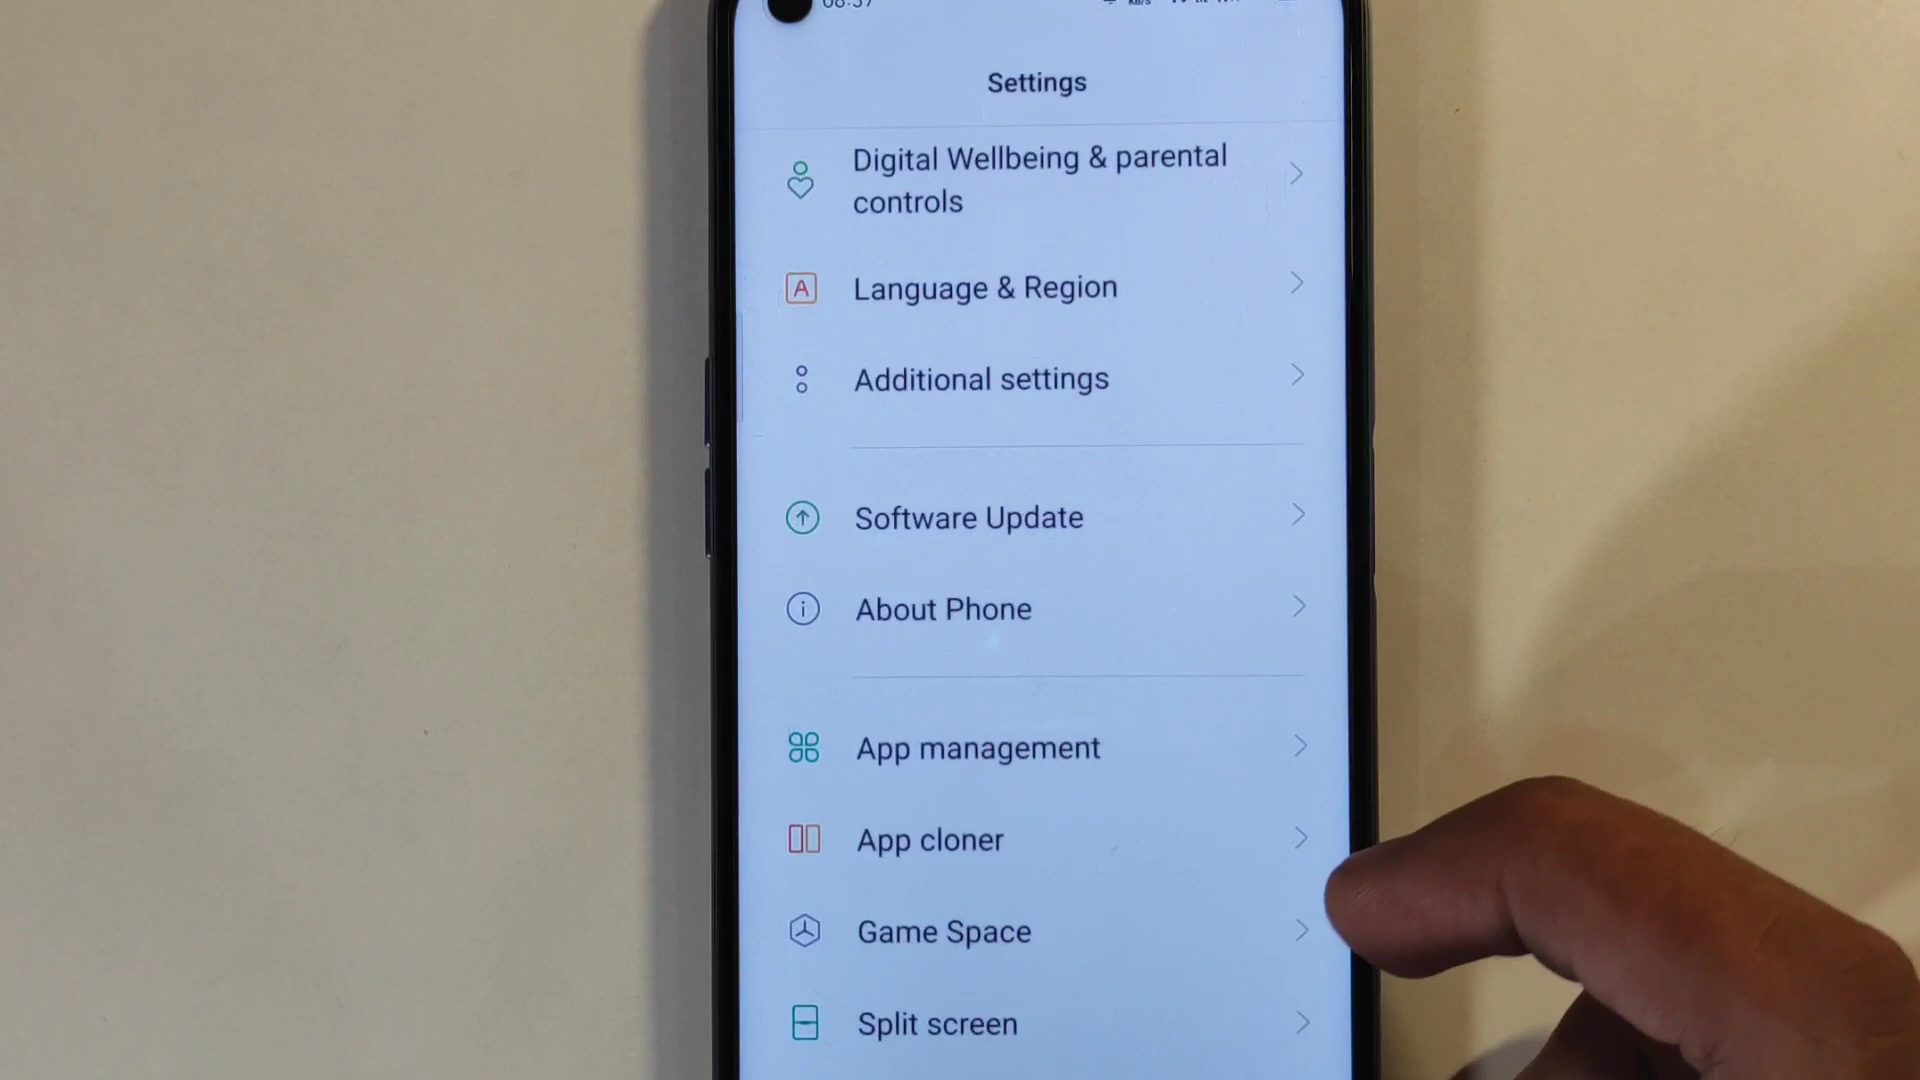 Settings
Digital Wellbeing & parental
controls
A Language & Region
Additional settings
Software Update
About Phone
App management
App cloner
Game Space
Split screen